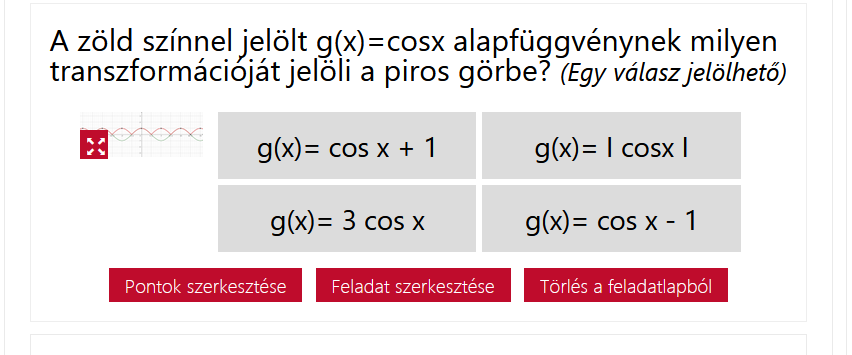 A zöld színnel jelölt g(x)=cosx alapfüggvénynek milyen
transzformációját jelöli a piros görbe? (Egy válasz jelölhető)
g(x)= cos x + 1
g(x)= l cosx l
g(x)= 3 cos x
g(x)= cos x - 1
Pontok szerkesztése
Feladat szerkesztése
Törlés a feladatlapból